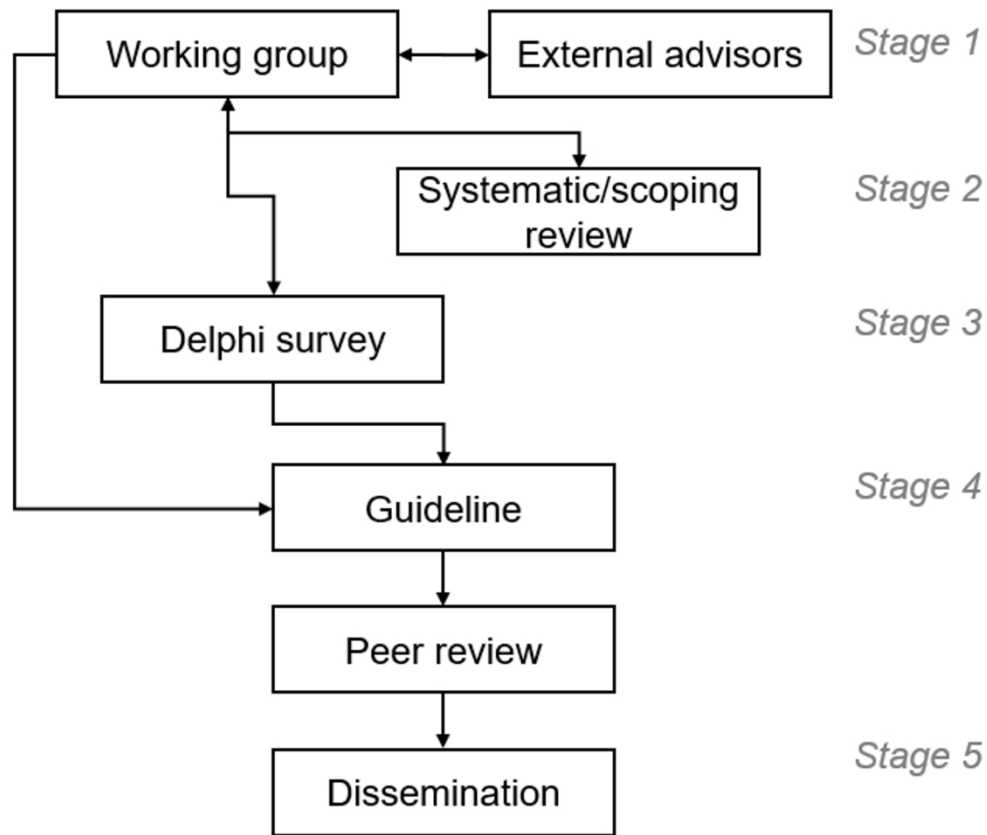 Working group
External advisors
Stage 1
Systematic/scoping
review
Stage 2
Delphi survey
Stage 3
Guideline
Stage 4
Peer review
Dissemination
Stage 5